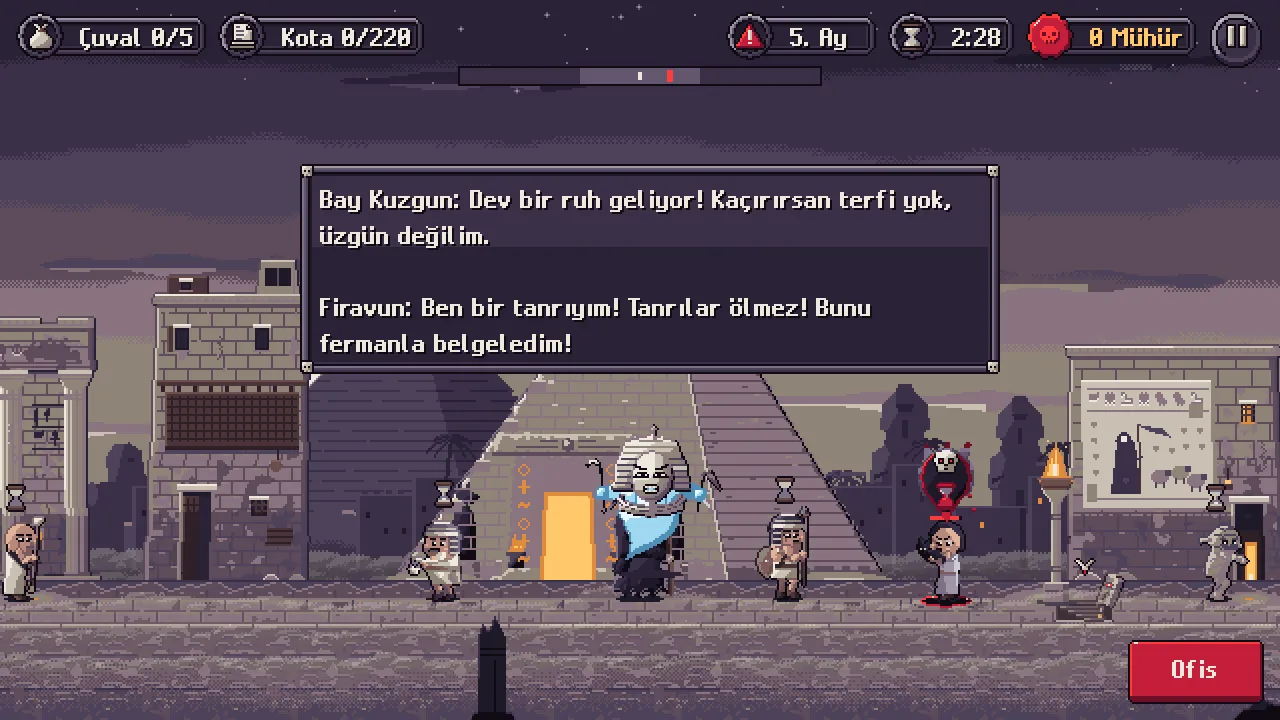 Çuval 0/5
Kota 0/220
5. Ay
2:28
0 Mühür
Bay Kuzgun: Dev bir ruh geliyor! Kaçırırsan terfi yok,
üzgün değilim.
Firavun: Ben bir tanrıyım! Tanrılar ölmez! Bunu
fermanla belgeledim!
Ofis